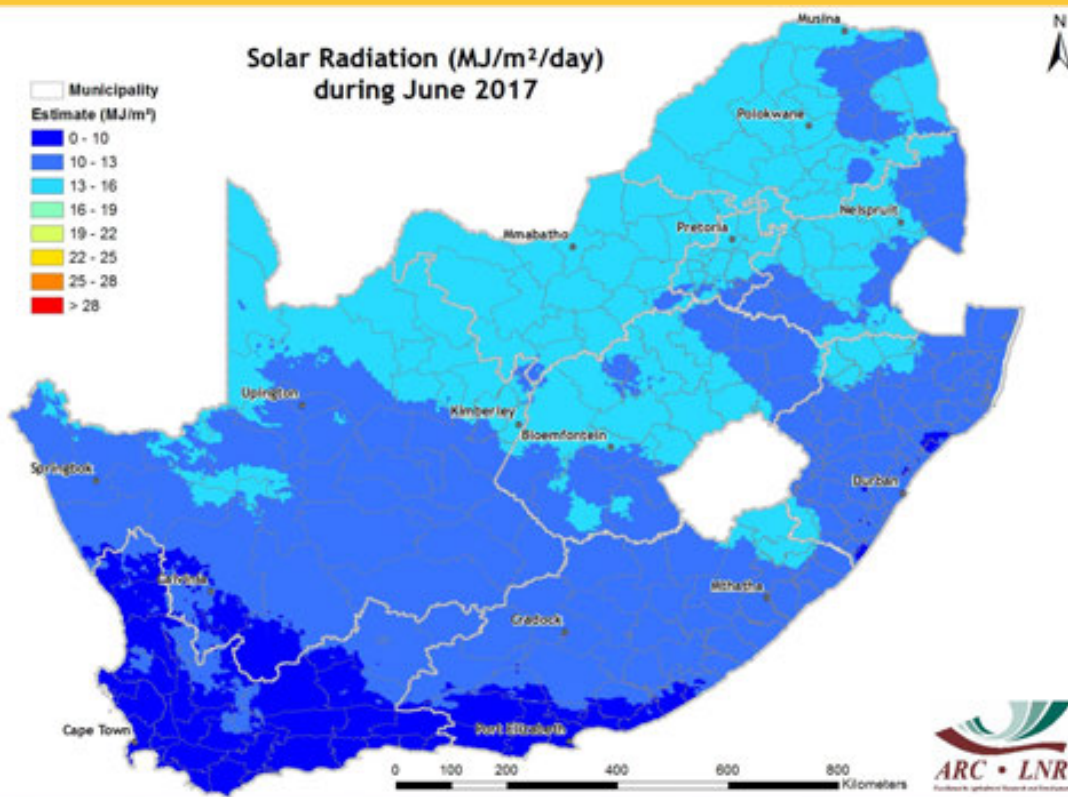 Solar Radiation (MJ/m²/day)
during June 2017
N
Municipality
Estimate (MJ/m²)
0 - 10
10 - 13
13 - 16
16 - 19
19 - 22
22 - 25
25 - 28
> 28
Musina
Polokwane
Nelspruit
Pretoria
Mmabatho
Upington
Kimberley
Bloemfontein
Springbok
Durban
Calvinia
Mthatha
Cradock
Cape Town
Port Elizabeth
0 100 200 400 600 800
Kilometers
ARC • LNR